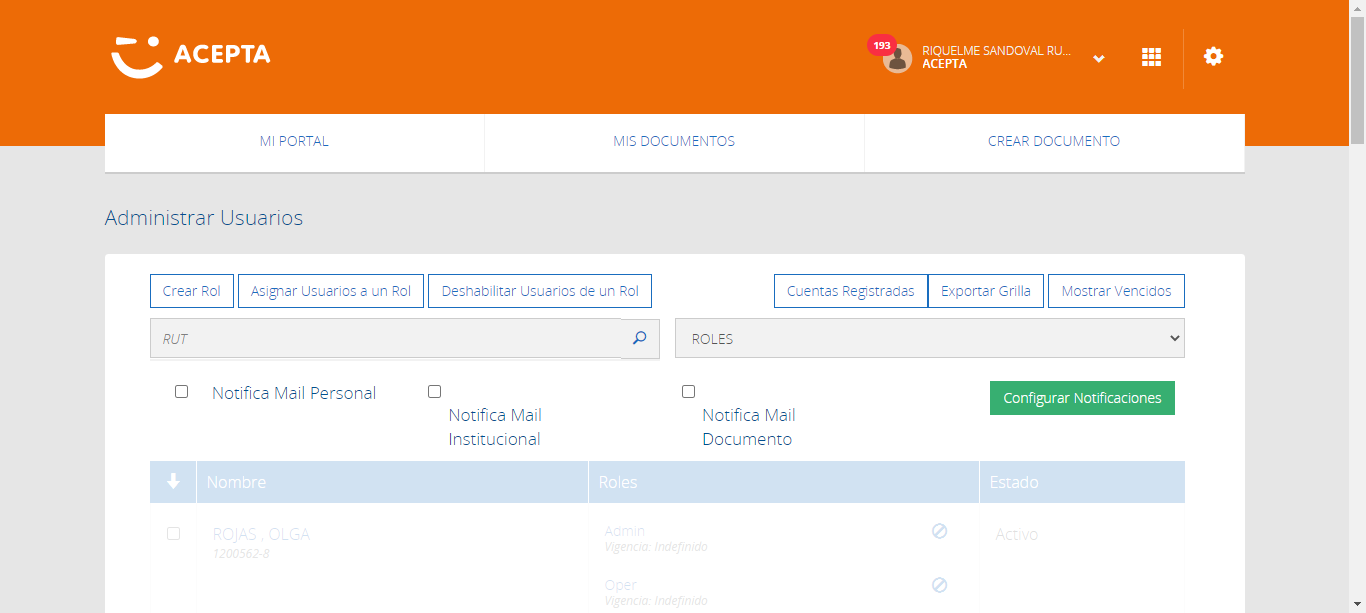 ACEPTA
193
RIQUELME SANDOVAL RU...
ACEPTA
MI PORTAL
MIS DOCUMENTOS
CREAR DOCUMENTO
Administrar Usuarios
Crear Rol
Asignar Usuarios a un Rol
Deshabilitar Usuarios de un Rol
Cuentas Registradas
Exportar Grilla
Mostrar Vencidos
RUT
ROLES
Notifica Mail Personal
Notifica Mail
Institucional
Notifica Mail
Documento
Configurar Notificaciones
Nombre
Roles
Estado
ROJAS , OLGA
1200562-8
Admin
Vigencia: Indefinido
Activo
Oper
Vigencia: Indefinido